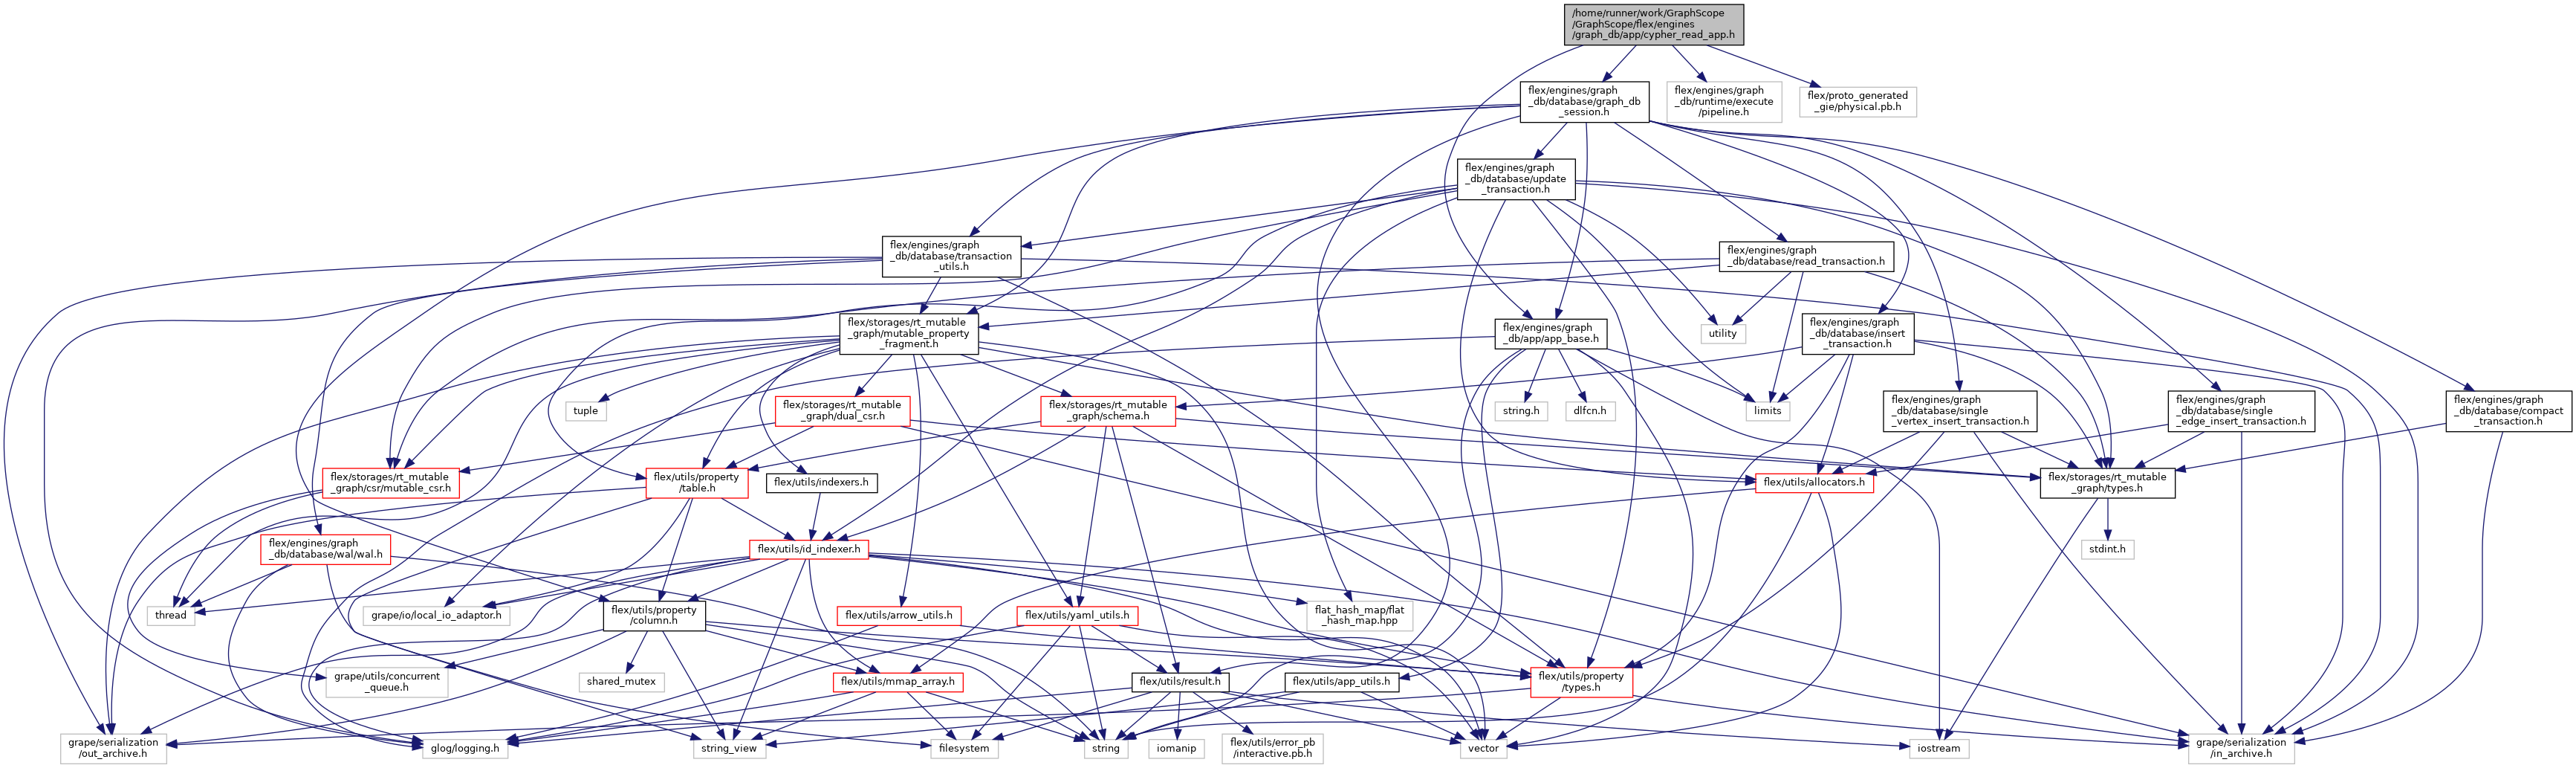 /home/runner/work/GraphScope
/GraphScope/flex/engines
/graph_db/app/cypher_read_app.h
flex/engines/graph
_db/database/graph_db
_session.h
flex/engines/graph
_db/runtime/execute
/pipeline.h
flex/proto_generated
_gie/physical.pb.h
flex/engines/graph
_db/database/update
_transaction.h
flex/engines/graph
_db/database/transaction
_utils.h
flex/engines/graph
_db/database/read_transaction.h
flex/storages/rt_mutable
_graph/mutable_property
_fragment.h
flex/engines/graph
_db/app/app_base.h
utility
flex/engines/graph
_db/database/insert
_transaction.h
tuple
flex/storages/rt_mutable
_graph/dual_csr.h
flex/storages/rt_mutable
_graph/schema.h
string.h
dlfcn.h
limits
flex/engines/graph
_db/database/single
_vertex_insert_transaction.h
flex/engines/graph
_db/database/single
_edge_insert_transaction.h
flex/engines/graph
_db/database/compact
_transaction.h
flex/storages/rt_mutable
_graph/csr/mutable_csr.h
flex/utils/property
/table.h
flex/utils/indexers.h
flex/utils/allocators.h
flex/storages/rt_mutable
_graph/types.h
flex/engines/graph
_db/database/wal/wal.h
flex/utils/id_indexer.h
stdint.h
thread
grape/io/local_io_adaptor.h
flex/utils/property
/column.h
flex/utils/arrow_utils.h
flex/utils/yaml_utils.h
flat_hash_map/flat
_hash_map.hpp
grape/utils/concurrent
_queue.h
shared_mutex
flex/utils/mmap_array.h
flex/utils/result.h
flex/utils/app_utils.h
flex/utils/property
/types.h
grape/serialization
/out_archive.h
glog/logging.h
string_view
filesystem
string
iomanip
flex/utils/error_pb
/interactive.pb.h
vector
iostream
grape/serialization
/in_archive.h